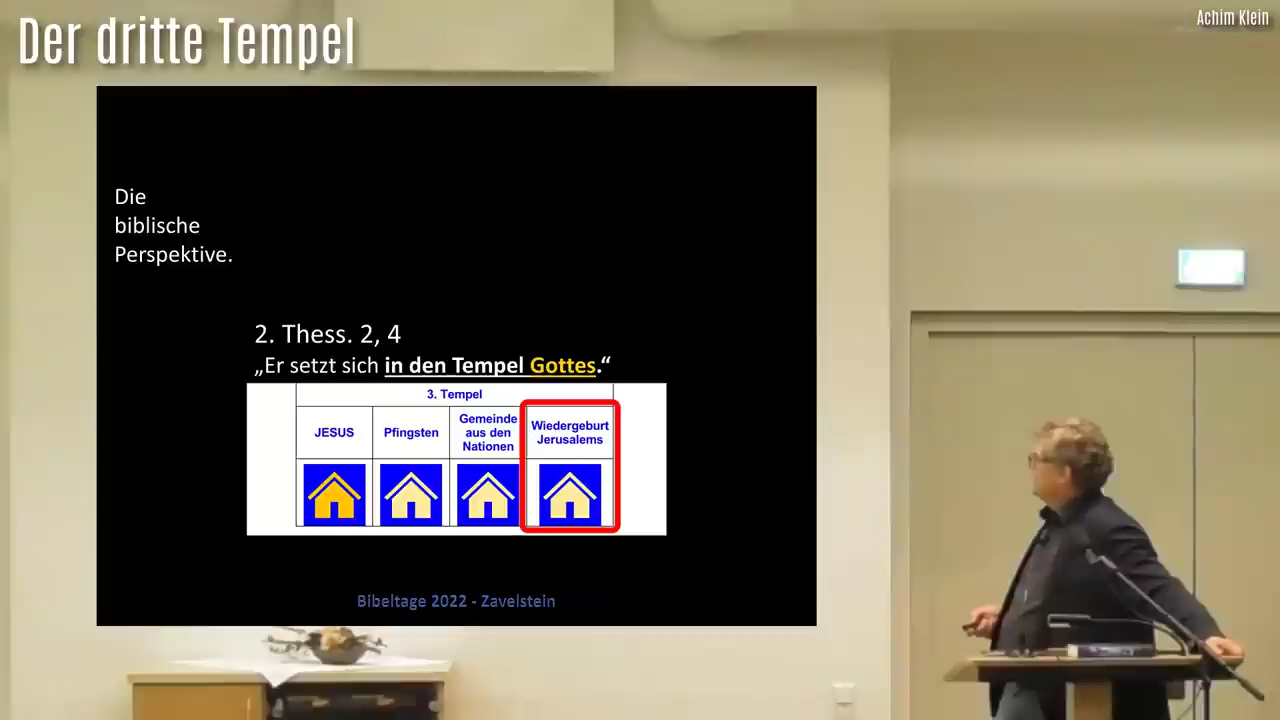 Der dritte Tempel
Achim Klein
Die
biblische
Perspektive.
2. Thess. 2, 4
„Er setzt sich in den Tempel Gottes.“
3. Tempel
JESUS
Pfingsten
Gemeinde
aus den
Nationen
Wiedergeburt
Jerusalems
Bibeltage 2022 - Zavelstein